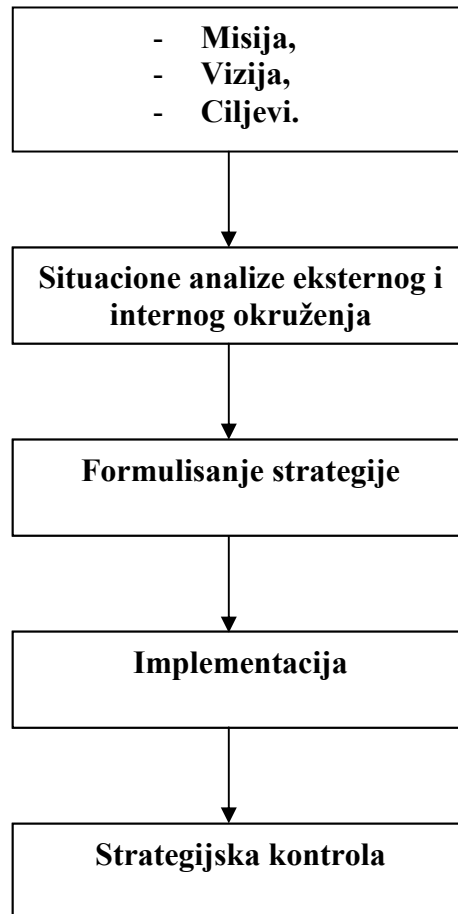 - Misija,
- Vizija,
- Ciljevi.
Situacione analize eksternog i
internog okruženja
Formulisanje strategije
Implementacija
Strategijska kontrola